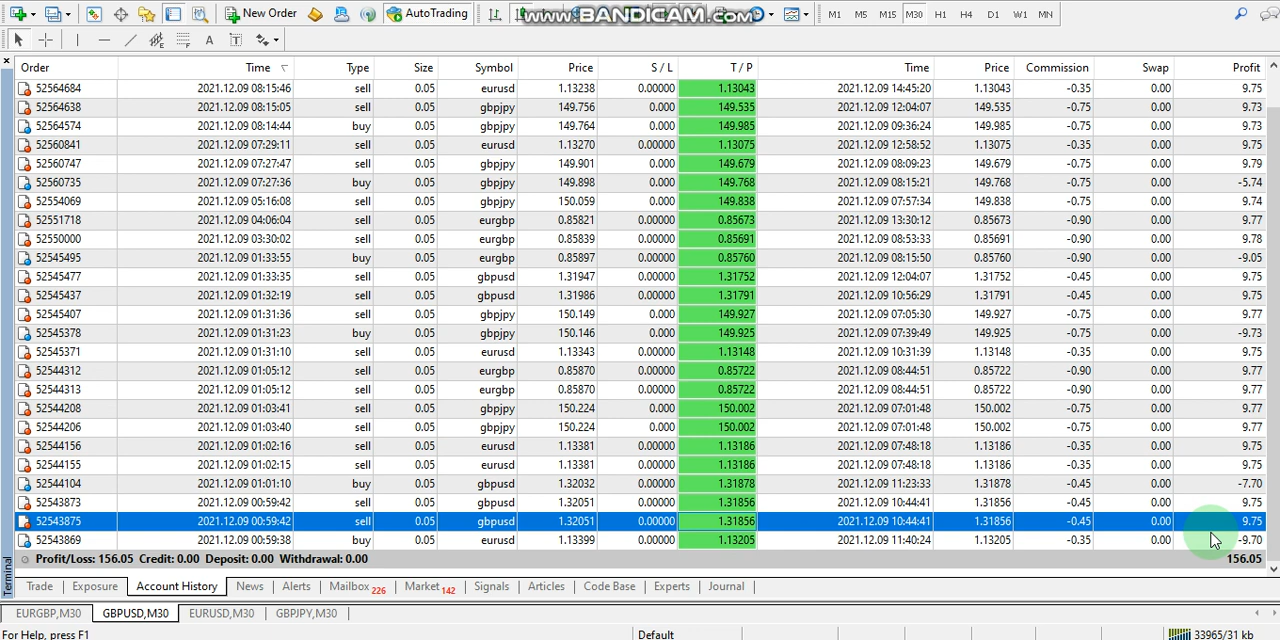 New Order AutoTrading www.BANDICAM.com M1 M5 M15 M30 H1 H4 D1 W1 MN
A T
Order Time Type Size Symbol Price S / L T / P Time Price Commission Swap Profit
52564684 2021.12.09 08:15:46 sell 0.05 eurusd 1.13238 0.00000 1.13043 2021.12.09 14:45:20 1.13043 -0.35 0.00 9.75
52564638 2021.12.09 08:15:05 sell 0.05 gbpjpy 149.756 0.000 149.535 2021.12.09 12:04:07 149.535 -0.75 0.00 9.73
52564574 2021.12.09 08:14:44 buy 0.05 gbpjpy 149.764 0.000 149.985 2021.12.09 09:36:24 149.985 -0.75 0.00 9.73
52560841 2021.12.09 07:29:11 sell 0.05 eurusd 1.13270 0.00000 1.13075 2021.12.09 12:58:52 1.13075 -0.35 0.00 9.75
52560747 2021.12.09 07:27:47 sell 0.05 gbpjpy 149.901 0.000 149.679 2021.12.09 08:09:23 149.679 -0.75 0.00 9.79
52560735 2021.12.09 07:27:36 buy 0.05 gbpjpy 149.898 0.000 149.768 2021.12.09 08:15:21 149.768 -0.75 0.00 -5.74
52554069 2021.12.09 05:16:08 sell 0.05 gbpjpy 150.059 0.000 149.838 2021.12.09 07:57:34 149.838 -0.75 0.00 9.74
52551718 2021.12.09 04:06:04 sell 0.05 eurgbp 0.85821 0.00000 0.85673 2021.12.09 13:30:12 0.85673 -0.90 0.00 9.77
52550000 2021.12.09 03:30:02 sell 0.05 eurgbp 0.85839 0.00000 0.85691 2021.12.09 08:53:33 0.85691 -0.90 0.00 9.78
52545495 2021.12.09 01:33:55 buy 0.05 eurgbp 0.85897 0.00000 0.85760 2021.12.09 08:15:50 0.85760 -0.90 0.00 -9.05
52545477 2021.12.09 01:33:35 sell 0.05 gbpusd 1.31947 0.00000 1.31752 2021.12.09 12:04:07 1.31752 -0.45 0.00 9.75
52545437 2021.12.09 01:32:19 sell 0.05 gbpusd 1.31986 0.00000 1.31791 2021.12.09 10:56:29 1.31791 -0.45 0.00 9.75
52545407 2021.12.09 01:31:36 sell 0.05 gbpjpy 150.149 0.000 149.927 2021.12.09 07:05:30 149.927 -0.75 0.00 9.77
52545378 2021.12.09 01:31:23 buy 0.05 gbpjpy 150.146 0.000 149.925 2021.12.09 07:39:49 149.925 -0.75 0.00 -9.73
52545371 2021.12.09 01:31:10 sell 0.05 eurusd 1.13343 0.00000 1.13148 2021.12.09 10:31:39 1.13148 -0.35 0.00 9.75
52544312 2021.12.09 01:05:12 sell 0.05 eurgbp 0.85870 0.00000 0.85722 2021.12.09 08:44:51 0.85722 -0.90 0.00 9.77
52544313 2021.12.09 01:05:12 sell 0.05 eurgbp 0.85870 0.00000 0.85722 2021.12.09 08:44:51 0.85722 -0.90 0.00 9.77
52544208 2021.12.09 01:03:41 sell 0.05 gbpjpy 150.224 0.000 150.002 2021.12.09 07:01:48 150.002 -0.75 0.00 9.77
52544206 2021.12.09 01:03:40 sell 0.05 gbpjpy 150.224 0.000 150.002 2021.12.09 07:01:48 150.002 -0.75 0.00 9.77
52544156 2021.12.09 01:02:16 sell 0.05 eurusd 1.13381 0.00000 1.13186 2021.12.09 07:48:18 1.13186 -0.35 0.00 9.75
52544155 2021.12.09 01:02:15 sell 0.05 eurusd 1.13381 0.00000 1.13186 2021.12.09 07:48:18 1.13186 -0.35 0.00 9.75
52544104 2021.12.09 01:01:10 buy 0.05 gbpusd 1.32032 0.00000 1.31878 2021.12.09 11:23:33 1.31878 -0.45 0.00 -7.70
52543873 2021.12.09 00:59:42 sell 0.05 gbpusd 1.32051 0.00000 1.31856 2021.12.09 10:44:41 1.31856 -0.45 0.00 9.75
52543875 2021.12.09 00:59:42 sell 0.05 gbpusd 1.32051 0.00000 1.31856 2021.12.09 10:44:41 1.31856 -0.45 0.00 9.75
52543869 2021.12.09 00:59:38 buy 0.05 eurusd 1.13399 0.00000 1.13205 2021.12.09 11:40:24 1.13205 -0.35 0.00 -9.70
Profit/Loss: 156.05 Credit: 0.00 Deposit: 0.00 Withdrawal: 0.00 156.05
Terminal
Trade Exposure Account History News Alerts Mailbox 226 Market 142 Signals Articles Code Base Experts Journal
EURGBP,M30 GBPUSD,M30 EURUSD,M30 GBPJPY,M30
For Help, press F1 Default 33965/31 kb